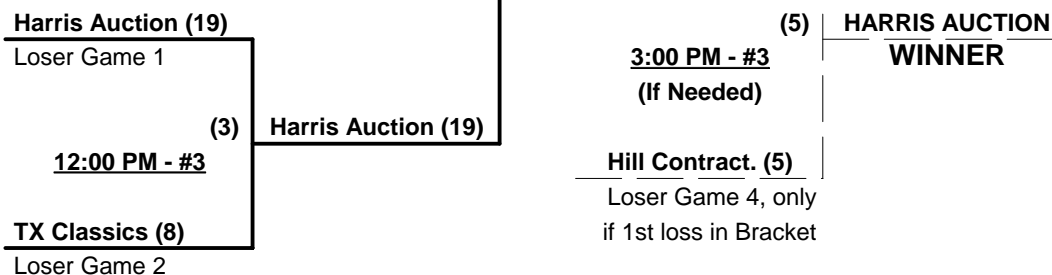 Harris Auction (19)
Loser Game 1
(3)
12:00 PM - #3
Harris Auction (19)
TX Classics (8)
Loser Game 2
(5)
3:00 PM - #3
(If Needed)
HARRIS AUCTION
WINNER
Hill Contract. (5)
Loser Game 4, only
if 1st loss in Bracket